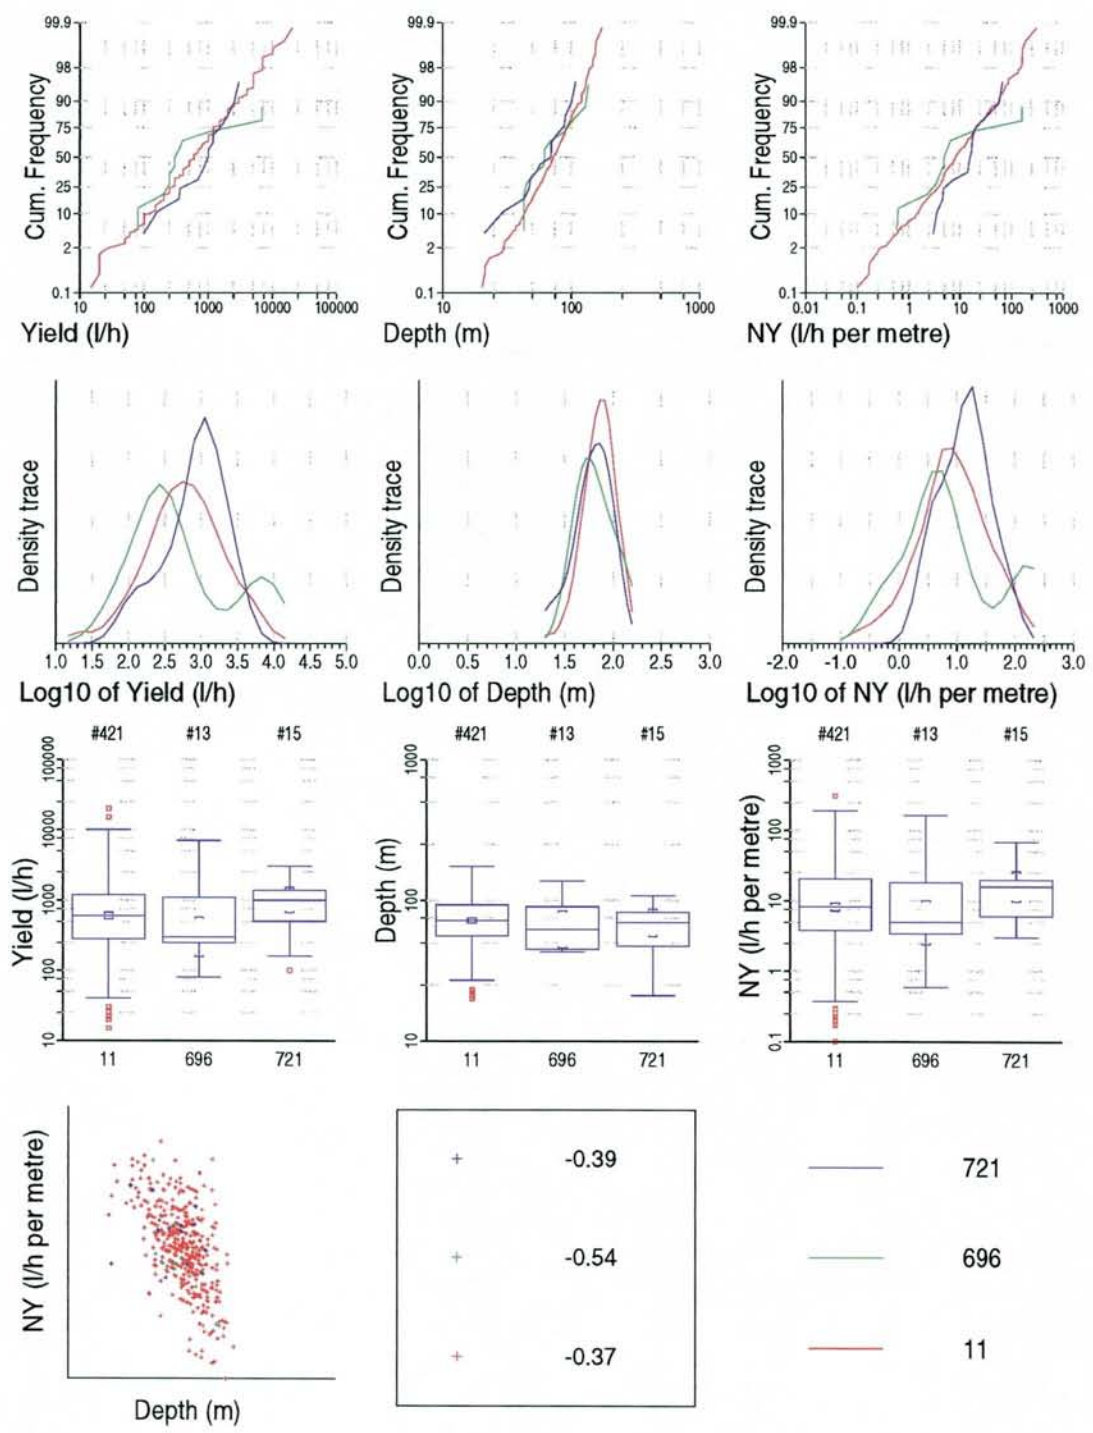 99.9 99.9 99.9
98 98 98
90 90 90
75 75 75
50 50 50
25 25 25
10 10 10
2 2 2
0.1 0.1 0.1
Cum. Frequency Cum. Frequency Cum. Frequency
10 100 1000 10000 100000 10 100 1000 0.01 0.1 1 10 100 1000
Yield (l/h) Depth (m) NY (l/h per metre)
Density trace Density trace Density trace
1.0 1.5 2.0 2.5 3.0 3.5 4.0 4.5 5.0 0.0 0.5 1.0 1.5 2.0 2.5 3.0 -2.0 -1.0 0.0 1.0 2.0 3.0
Log10 of Yield (l/h) Log10 of Depth (m) Log10 of NY (l/h per metre)
#421 #13 #15 #421 #13 #15 #421 #13 #15
100000 1000 1000
10000 100
1000 100 10
100 1
10 10 0.1
Yield (l/h) Depth (m) NY (l/h per metre)
11 696 721 11 696 721 11 696 721
NY (l/h per metre)
Depth (m)
-0.39 721
-0.54 696
-0.37 11